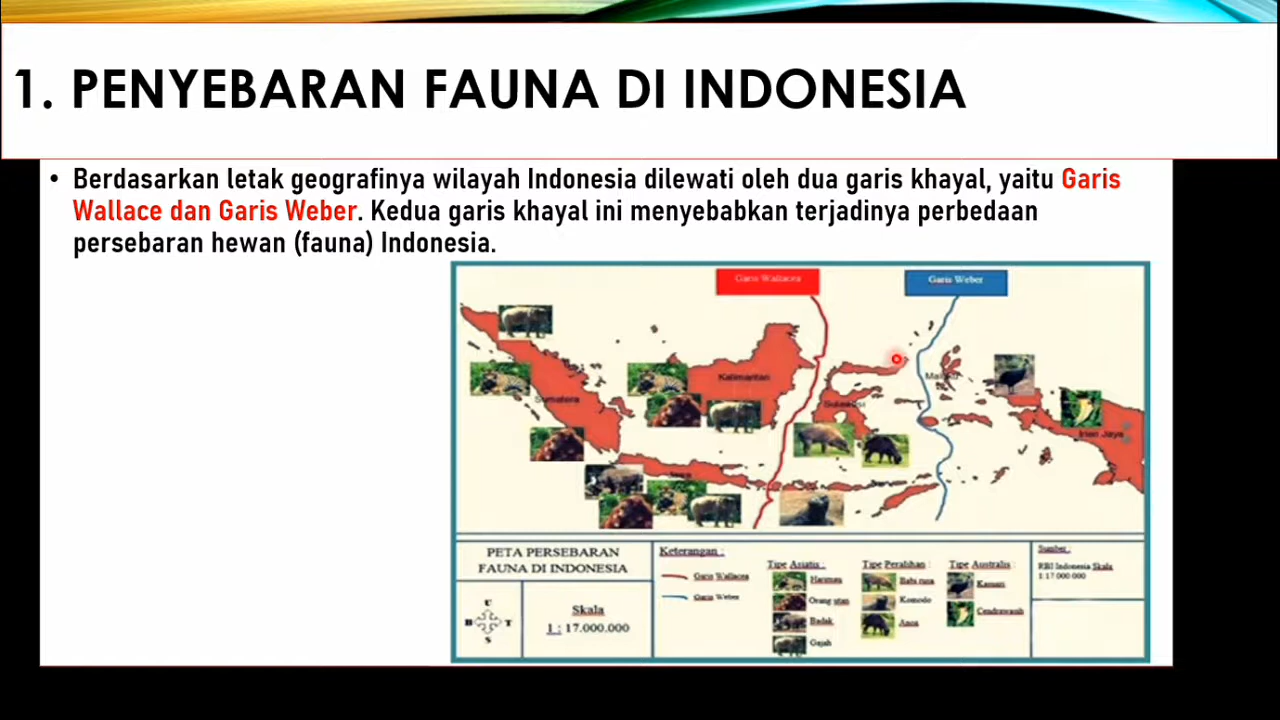 1. PENYEBARAN FAUNA DI INDONESIA
• Berdasarkan letak geografinya wilayah Indonesia dilewati oleh dua garis khayal, yaitu Garis
Wallace dan Garis Weber. Kedua garis khayal ini menyebabkan terjadinya perbedaan
persebaran hewan (fauna) Indonesia.
Garis Wallacea
Garis Weber
Kalimantan
Maluku
Sumatera
Sulawesi
Irian Jaya
Jawa
PETA PERSEBARAN
FAUNA DI INDONESIA
U
B T
S
Skala
1 : 17.000.000
Keterangan :
Garis Wallacea
Garis Weber
Tipe Asiatis :
Harimau
Orang utan
Badak
Gajah
Tipe Peralihan :
Babi rusa
Komodo
Anoa
Tipe Australis :
Kasuari
Cendrawasih
Sumber :
RBI Indonesia Skala
1:17 000 000